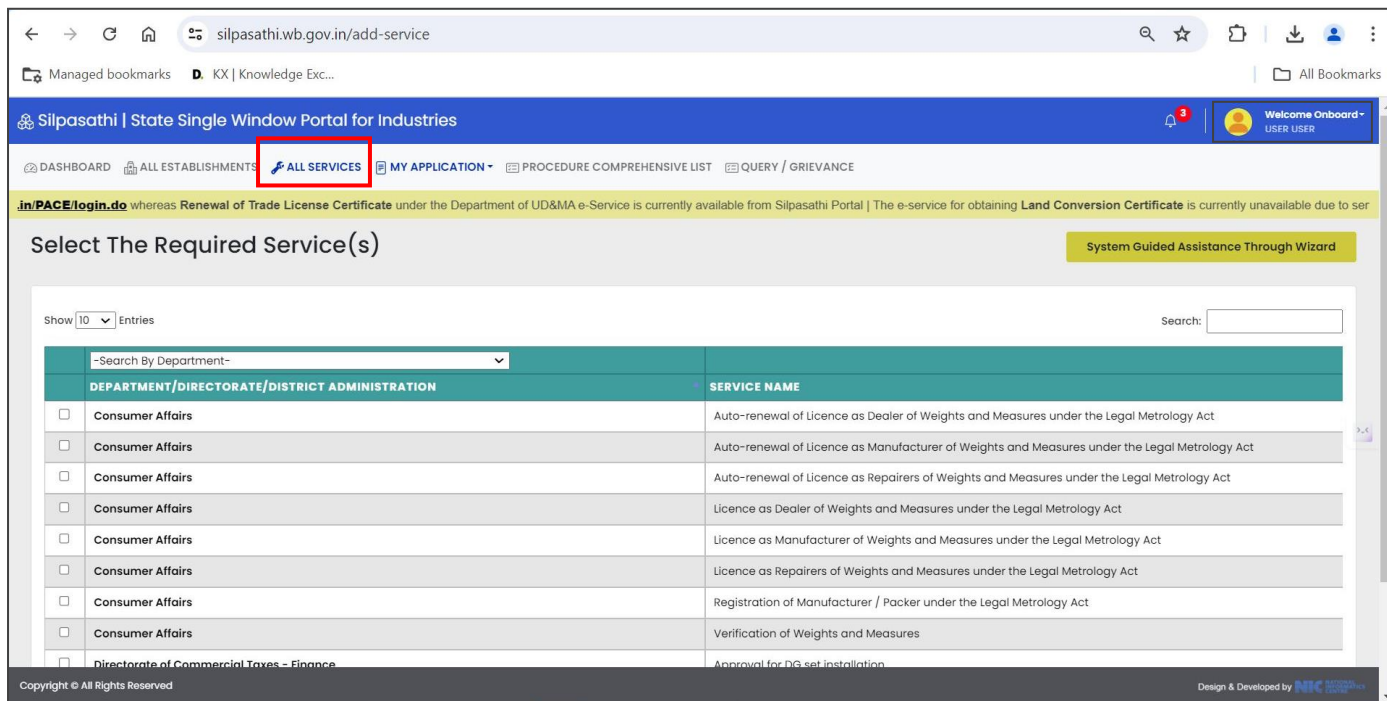 silpasathi.wb.gov.in/add-service
Managed bookmarks D. KX | Knowledge Exc... All Bookmarks
Silpasathi | State Single Window Portal for Industries 3 Welcome Onboard
USER USER
DASHBOARD ALL ESTABLISHMENTS ALL SERVICES MY APPLICATION PROCEDURE COMPREHENSIVE LIST QUERY / GRIEVANCE
.in/PACE/login.do whereas Renewal of Trade License Certificate under the Department of UD&MA e-Service is currently available from Silpasathi Portal | The e-service for obtaining Land Conversion Certificate is currently unavailable due to ser
Select The Required Service(s) System Guided Assistance Through Wizard
Show 10 Entries Search:
-Search By Department-
DEPARTMENT/DIRECTORATE/DISTRICT ADMINISTRATION SERVICE NAME
Consumer Affairs Auto-renewal of Licence as Dealer of Weights and Measures under the Legal Metrology Act
Consumer Affairs Auto-renewal of Licence as Manufacturer of Weights and Measures under the Legal Metrology Act
Consumer Affairs Auto-renewal of Licence as Repairers of Weights and Measures under the Legal Metrology Act
Consumer Affairs Licence as Dealer of Weights and Measures under the Legal Metrology Act
Consumer Affairs Licence as Manufacturer of Weights and Measures under the Legal Metrology Act
Consumer Affairs Licence as Repairers of Weights and Measures under the Legal Metrology Act
Consumer Affairs Registration of Manufacturer / Packer under the Legal Metrology Act
Consumer Affairs Verification of Weights and Measures
Directorate of Commercial Taxes - Finance Approval for DG set installation
Copyright © All Rights Reserved Design & Developed by NIC NATIONAL
INFORMATICS
CENTRE